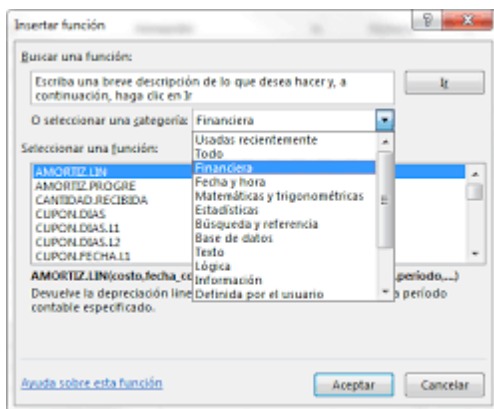 Insertar función
Buscar una función:
Escriba una breve descripción de lo que desea hacer y, a
continuación, haga clic en Ir
Ir
O seleccionar una categoría: Financiera
Usadas recientemente
Todo
Financiera
Fecha y hora
Matemáticas y trigonométricas
Estadísticas
Búsqueda y referencia
Base de datos
Texto
Lógica
Información
Definida por el usuario
Seleccionar una función:
AMORTIZ.LIN
AMORTIZ.PROGRE
CANTIDAD.RECIBIDA
CUPON.DIAS
CUPON.DIAS.L1
CUPON.DIAS.L2
CUPON.FECHA.L1
AMORTIZ.LIN(costo,fecha_co período,...)
Devuelve la depreciación line a período
contable especificado.
Ayuda sobre esta función
Aceptar
Cancelar